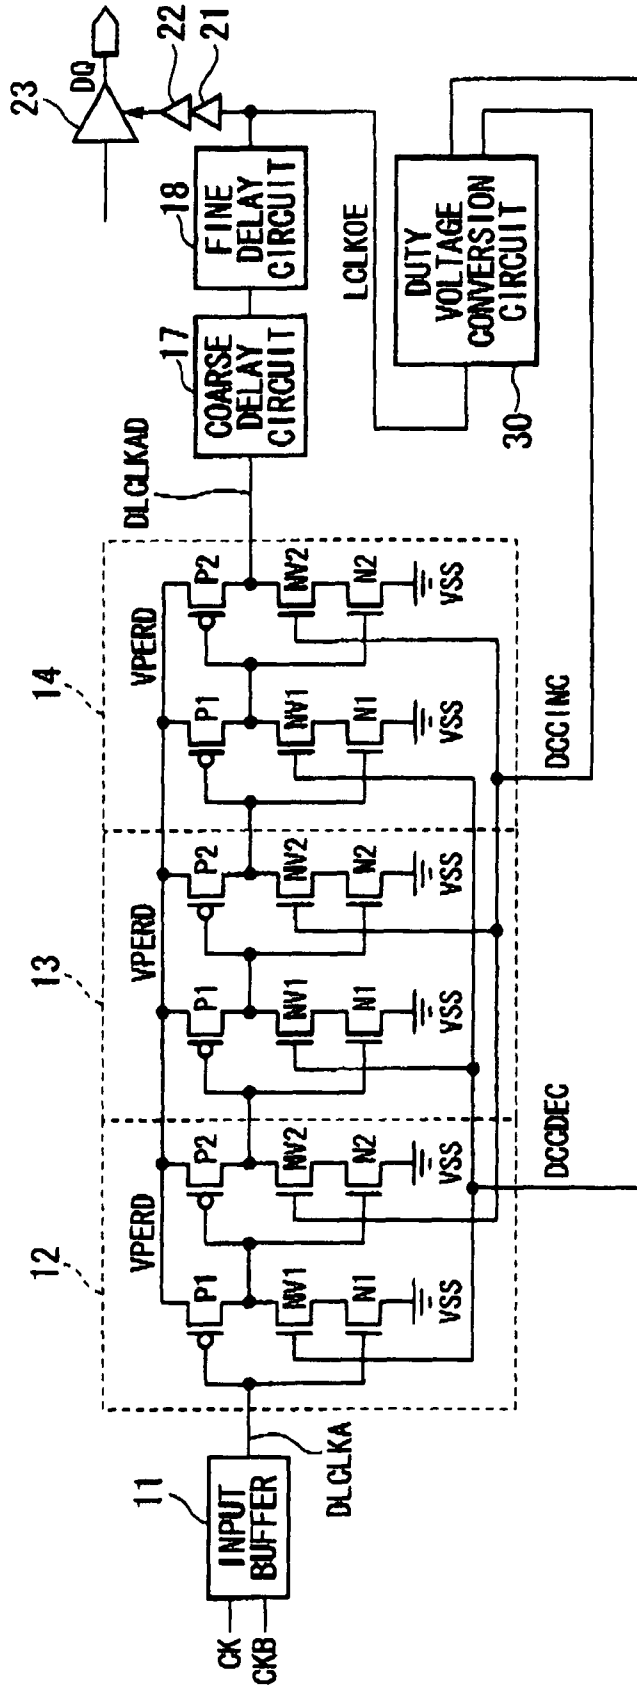 CK
CKB
11
INPUT
BUFFER
DLCLKA
12
VPERD
P1
NV1
N1
VSS
P2
NV2
N2
VSS
13
VPERD
P1
NV1
N1
VSS
P2
NV2
N2
VSS
14
VPERD
P1
NV1
N1
VSS
P2
NV2
N2
VSS
DCCDEC
DCCINC
DLCLKAD
17
COARSE
DELAY
CIRCUIT
18
FINE
DELAY
CIRCUIT
LCLKOE
30
DUTY
VOLTAGE
CONVERSION
CIRCUIT
21
22
23
DQ